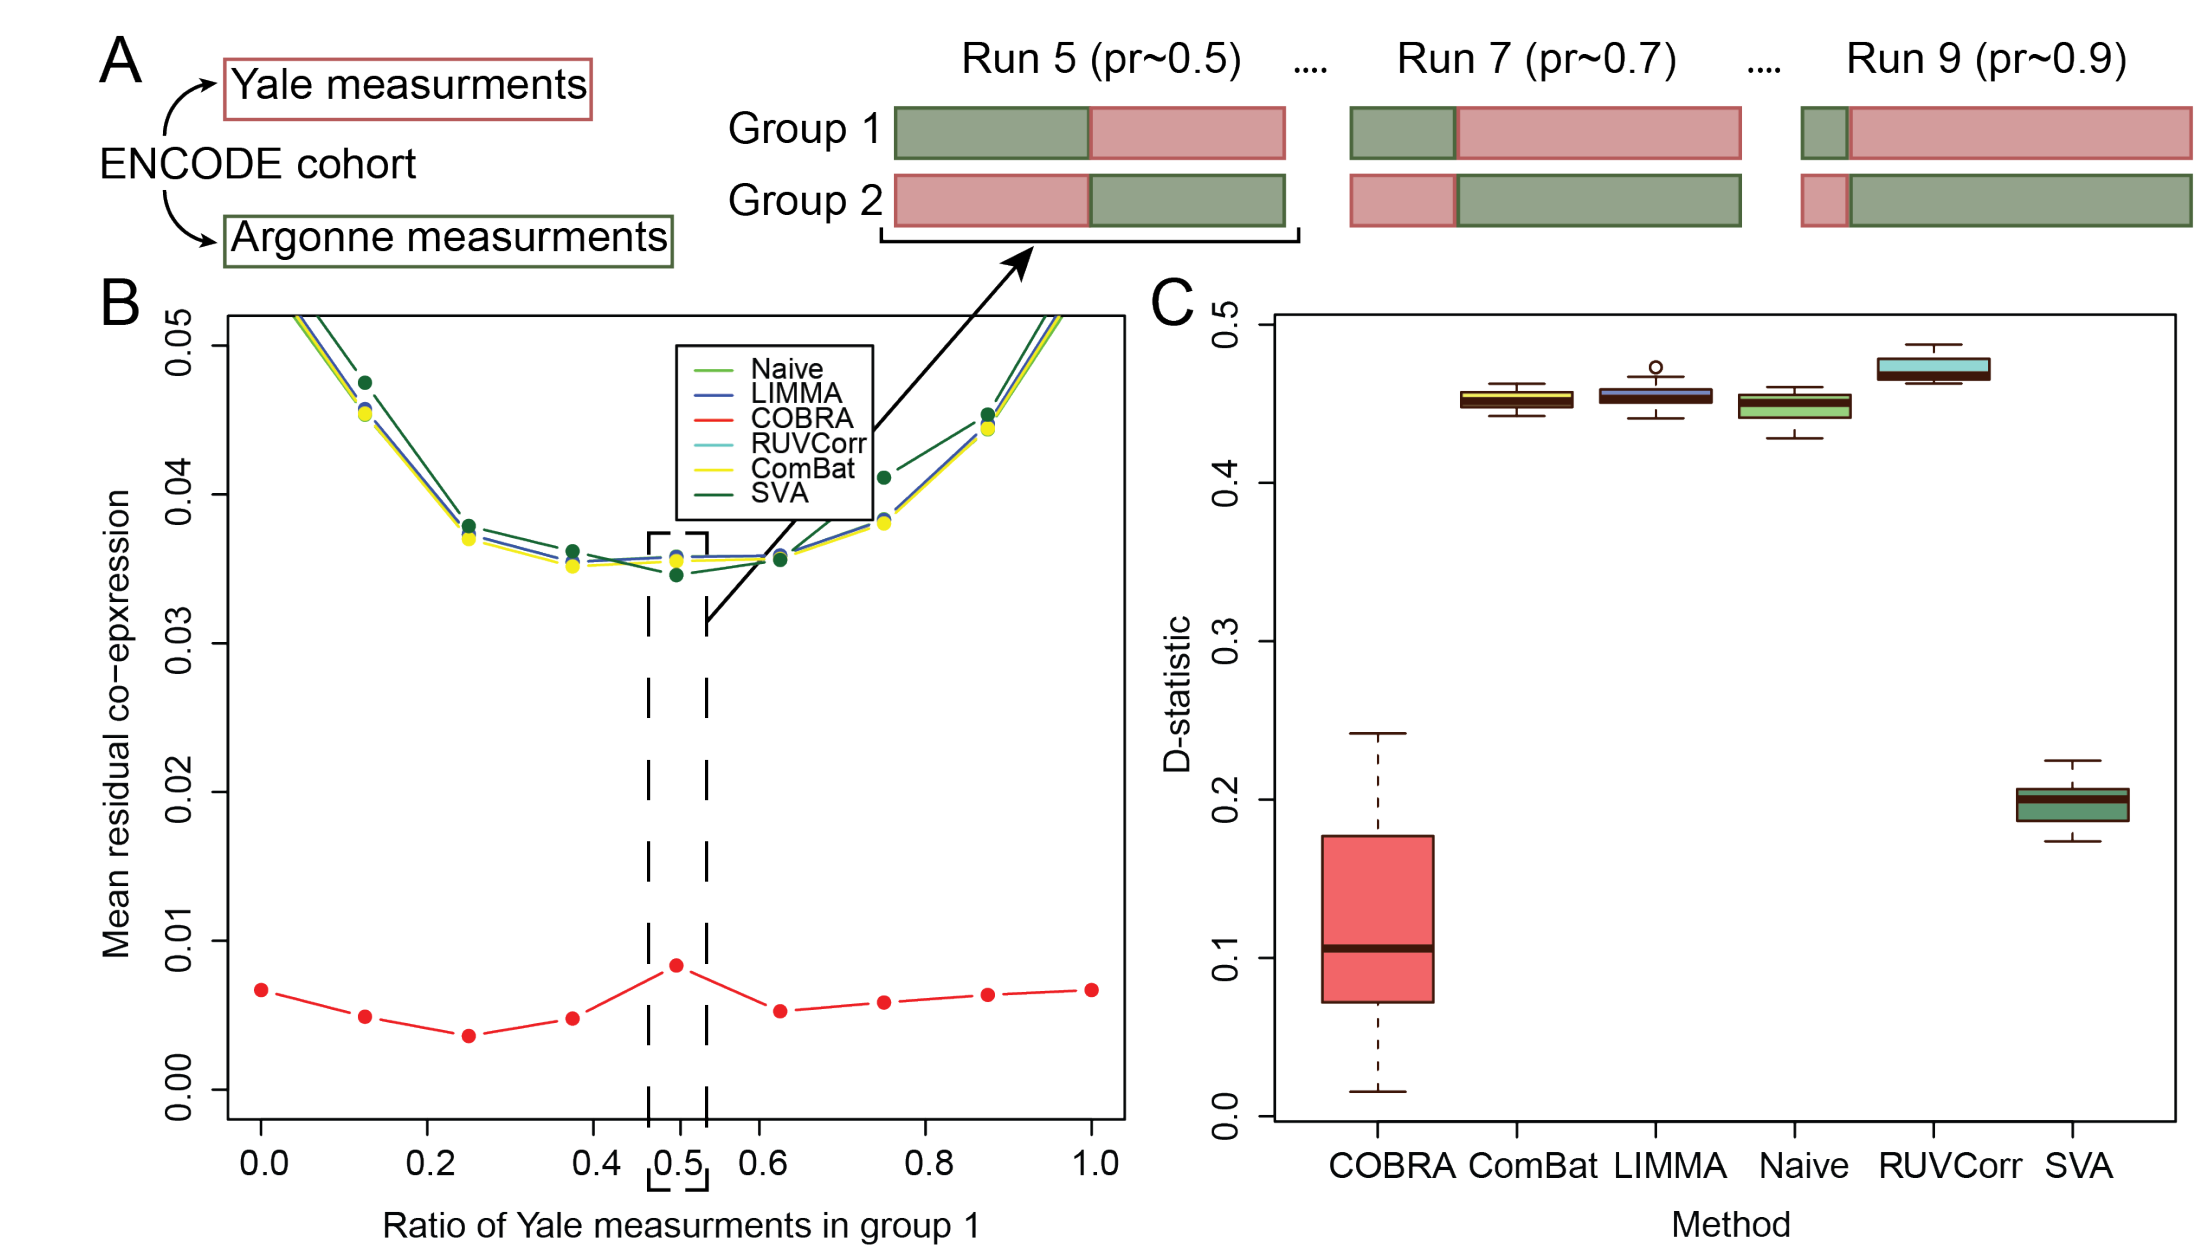 A
Yale measurments
ENCODE cohort
Argonne measurments
Run 5 (pr~0.5) .... Run 7 (pr~0.7) .... Run 9 (pr~0.9)
Group 1
Group 2
B
Mean residual co-epxression
0.05
0.04
0.03
0.02
0.01
0.00
Naive
LIMMA
COBRA
RUVCorr
ComBat
SVA
0.0 0.2 0.4 0.5 0.6 0.8 1.0
Ratio of Yale measurments in group 1
C
D-statistic
0.5
0.4
0.3
0.2
0.1
0.0
COBRA ComBat LIMMA Naive RUVCorr SVA
Method